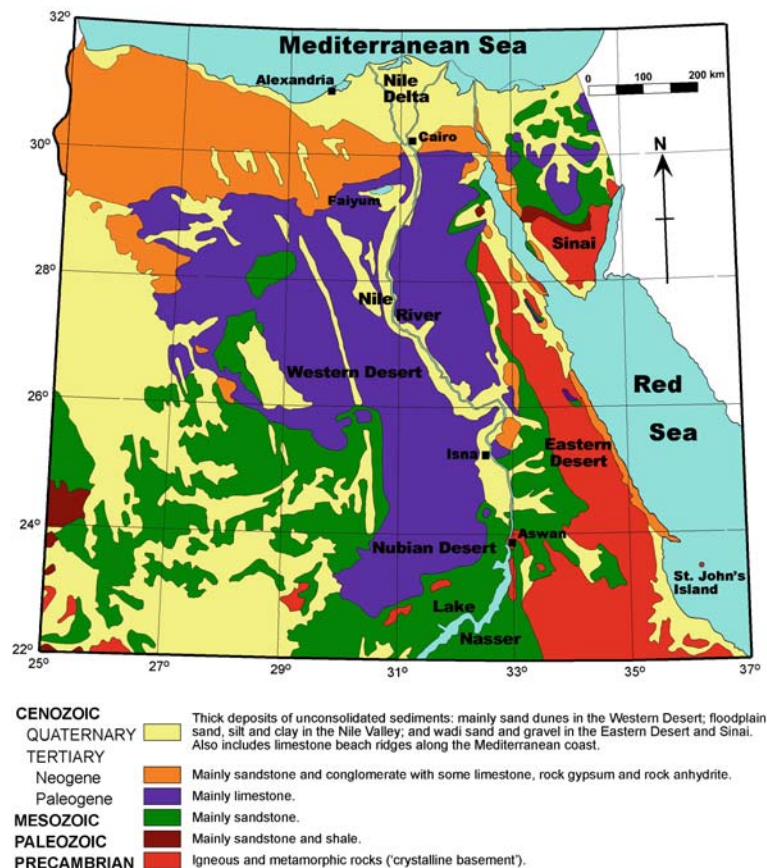 32°
Mediterranean Sea
Alexandria
Nile
Delta
0 100 200 km
30°
Cairo
N
Faiyum
Sinai
28°
Nile
River
Western Desert
26°
Red
Sea
Isna
Eastern
Desert
24°
Aswan
Nubian Desert
St. John's
Island
Lake
Nasser
22°
25° 27° 29° 31° 33° 35° 37°
CENOZOIC
QUATERNARY Thick deposits of unconsolidated sediments: mainly sand dunes in the Western Desert; floodplain
sand, silt and clay in the Nile Valley; and wadi sand and gravel in the Eastern Desert and Sinai.
Also includes limestone beach ridges along the Mediterranean coast.
TERTIARY
Neogene Mainly sandstone and conglomerate with some limestone, rock gypsum and rock anhydrite.
Paleogene Mainly limestone.
MESOZOIC Mainly sandstone.
PALEOZOIC Mainly sandstone and shale.
PRECAMBRIAN Igneous and metamorphic rocks ('crystalline basement').